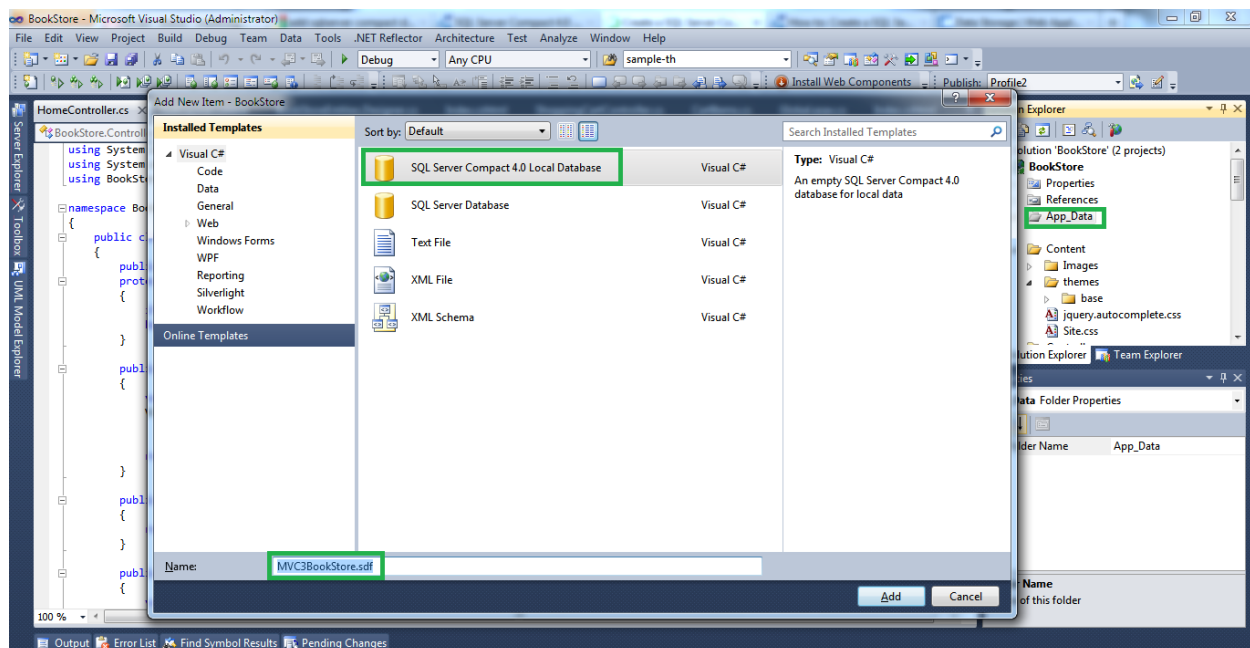 BookStore - Microsoft Visual Studio (Administrator)
File Edit View Project Build Debug Team Data Tools .NET Reflector Architecture Test Analyze Window Help
Debug Any CPU sample-th
Install Web Components Publish: Profile2
HomeController.cs
Add New Item - BookStore
n Explorer
Server Explorer
Toolbox
UML Model Explorer
BookStore.Controll
using System
using System
using BookSt
namespace Boo
{
public c
{
publ
prot
{
}
publ
{
}
publ
{
}
publ
{
100 %
Installed Templates
Visual C#
Code
Data
General
Web
Windows Forms
WPF
Reporting
Silverlight
Workflow
Online Templates
Sort by: Default
SQL Server Compact 4.0 Local Database Visual C#
SQL Server Database Visual C#
Text File Visual C#
XML File Visual C#
XML Schema Visual C#
Search Installed Templates
Type: Visual C#
An empty SQL Server Compact 4.0
database for local data
Name: MVC3BookStore.sdf
Add Cancel
olution 'BookStore' (2 projects)
BookStore
Properties
References
App_Data
Content
Images
themes
base
jquery.autocomplete.css
Site.css
lution Explorer Team Explorer
ies
Data Folder Properties
lder Name App_Data
Name
of this folder
Output Error List Find Symbol Results Pending Changes